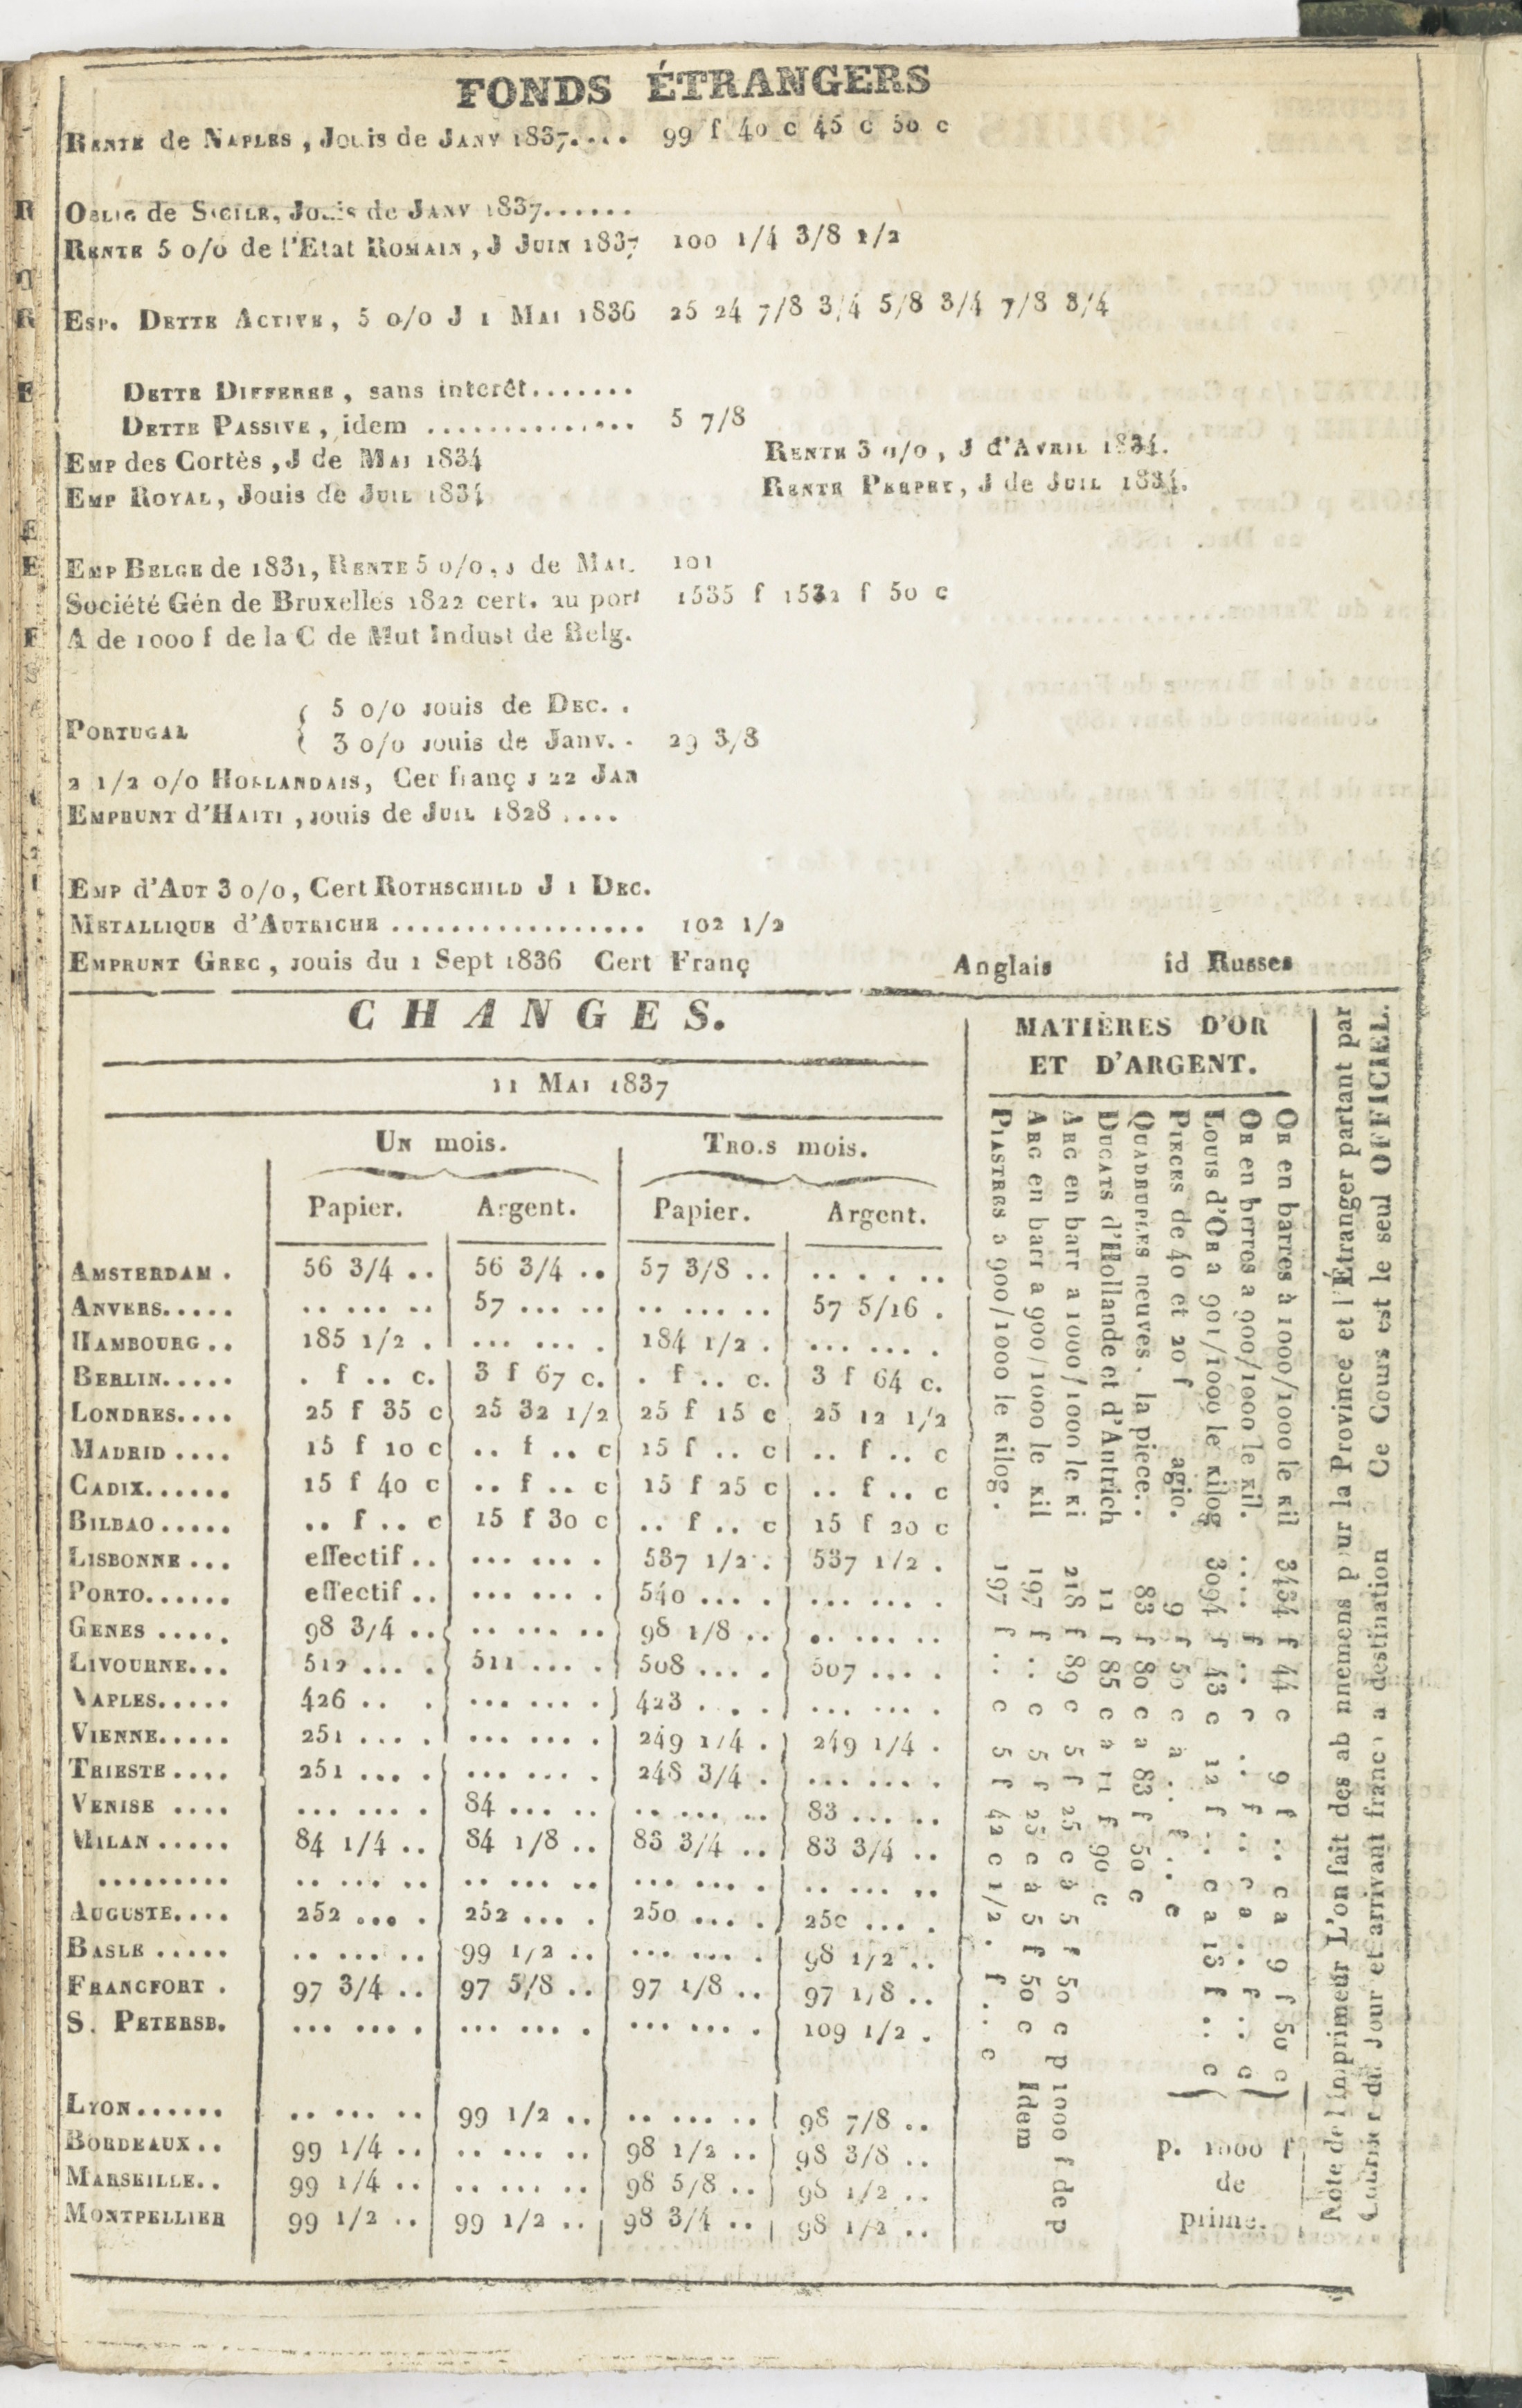 FONDS ÉTRANGERS
RENTE de NAPLES, Jouis de JANV 1837.... 99 f 40 c 45 c 50 c
OBLIG de SICILE, Jouis de JANV 1837......
RENTE 5 0/0 de l'Etat ROMAIN, J JUIN 1837 100 1/4 3/8 1/2
ESP. DETTE ACTIVE, 5 0/0 J 1 MAI 1836 25 24 7/8 3/4 5/8 3/4 7/8 3/4
DETTE DIFFEREE, sans interêt.......
DETTE PASSIVE, idem .............. 5 7/8
EMP des Cortès, J de MAI 1834 RENTE 3 0/0, J d'AVRIL 1834.
EMP ROYAL, Jouis de JUIL 1834 RENTE PERPET, J de JUIL 1834.
EMP BELGE de 1831, RENTE 5 0/0, J de MAI. 101
Société Gén de Bruxelles 1822 cert. au port 1535 f 1532 f 50 c
A de 1000 f de la C de Mut Indust de Belg.
PORTUGAL { 5 0/0 jouis de DEC. .
3 0/0 jouis de Janv. . 29 3/8
2 1/2 0/0 HOLLANDAIS, Cer franç J 22 JAN
EMPRUNT d'HAITI, jouis de JUIL 1828 ....
EMP d'AUT 3 0/0, Cert ROTHSCHILD J 1 DEC.
METALLIQUE d'AUTRICHE ................. 102 1/2
EMPRUNT GREC, jouis du 1 Sept 1836 Cert Franç Anglais id Russes
CHANGES.
11 MAI 1837
UN mois. TROIS mois.
Papier. Argent. Papier. Argent.
AMSTERDAM . 56 3/4 .. 56 3/4 .. 57 3/8 .. .. . . ..
ANVERS..... .. ... .. 57 ... .. .. ... .. 57 5/16 .
HAMBOURG .. 185 1/2 . ... ... . 184 1/2 . ... ... .
BERLIN..... . f .. c. 3 f 67 c. . f .. c. 3 f 64 c.
LONDRES.... 25 f 35 c 25 32 1/2 25 f 15 c 25 12 1/2
MADRID .... 15 f 10 c .. f .. c 15 f .. c .. f .. c
CADIX...... 15 f 40 c .. f .. c 15 f 25 c .. f .. c
BILBAO ..... .. f .. c 15 f 30 c .. f .. c 15 f 20 c
LISBONNE ... effectif .. ... ... . 537 1/2 . 537 1/2 .
PORTO...... effectif .. ... ... . 540 ... . ... ... .
GENES ..... 98 3/4 .. .. ... .. 98 1/8 .. .. ... ..
LIVOURNE... 512 ... . 511 ... . 508 ... . 507 ... .
NAPLES..... 426 .. . ... ... . 423 . . . ... ... .
VIENNE..... 251 ... . ... ... . 249 1/4 . 249 1/4 .
TRIESTE .... 251 ... . ... ... . 248 3/4 . ... ... .
VENISE .... ... ... . 84 ... .. .. ... .. 83 ... ..
MILAN ..... 84 1/4 .. 84 1/8 .. 83 3/4 .. 83 3/4 ..
......... .. ... .. .. ... .. ... ... . .. ... ..
AUGUSTE.... 252 ... . 252 ... . 250 ... . 250 ... .
BASLE ..... .. ... .. 99 1/2 .. ... ... . 98 1/2 ..
FRANCFORT . 97 3/4 .. 97 5/8 .. 97 1/8 .. 97 1/8 ..
S. PETERSB. ... ... . ... ... . ... ... . 109 1/2 .
LYON...... .. ... .. 99 1/2 .. .. ... .. 98 7/8 ..
BORDEAUX.. 99 1/4 .. .. ... .. 98 1/2 .. 98 3/8 ..
MARSEILLE.. 99 1/4 .. .. ... .. 98 5/8 .. 98 1/2 ..
MONTPELLIER 99 1/2 .. 99 1/2 .. 98 3/4 .. 98 1/2 ..
MATIÈRES D'OR
ET D'ARGENT.
OR en barres à 1000/1000 le KIL 3434 f 44 c 9 f .. c a 9 f 50 c
OR en brres a 900/1000 le KIL. .... f .. c . .. f .. c a .. f .. c
LOUIS d'OR a 901/1000 le KILOG 3094 f 43 c 12 f .. c a 13 f .. c
PIECES de 40 et 20 f agio. 9 f 50 c à .. f .. c
QUADRUPLES neuves, la piece. . 83 f 80 c a 83 f 50 c
DUCATS d'Hollande et d'Autrich 11 f 85 c a 11 f 90 c
ARG en barr a 1000/1000 le KI 218 f 89 c 5 f 25 c à 5 f 50 c p 1000 f de p
ARG en barr a 900/1000 le KIL 197 f .. c 5 f 25 c à 5 f 50 c Idem
PIASTRES a 900/1000 le KILOG. 197 f .. c 5 f 42 c 1/2. f .. c
p. 1000 f
de
prime.
Note de l'imprimeur L'on fait des abonnemens pour la Province et l'Étranger partant par
Courrier du Jour et arrivant franco a destination Ce Cours est le seul OFFICIEL.